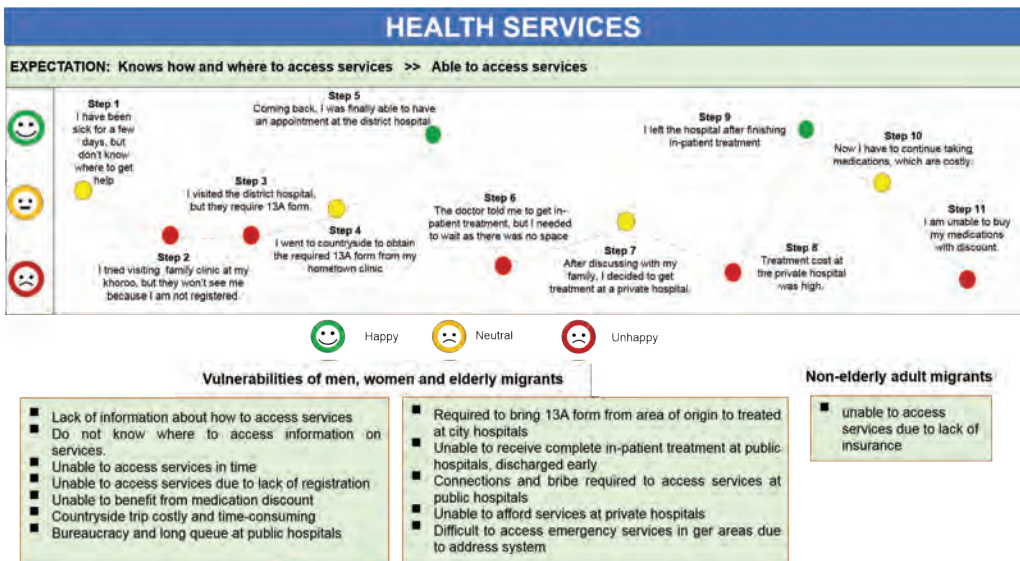 HEALTH SERVICES
EXPECTATION: Knows how and where to access services >> Able to access services
Step 1
I have been
sick for a few
days, but
don't know
where to get
help
Step 2
I tried visiting family clinic at my
khoroo, but they won't see me
because I am not registered.
Step 3
I visited the district hospital,
but they require 13A form.
Step 4
I went to countryside to obtain
the required 13A form from my
hometown clinic
Step 5
Coming back, I was finally able to have
an appointment at the district hospital
Step 6
The doctor told me to get in-
patient treatment, but I needed
to wait as there was no space
Step 7
After discussing with my
family, I decided to get
treatment at a private hospital.
Step 8
Treatment cost at
the private hospital
was high.
Step 9
I left the hospital after finishing
in-patient treatment
Step 10
Now I have to continue taking
medications, which are costly.
Step 11
I am unable to buy
my medications
with discount.
Happy
Neutral
Unhappy
Vulnerabilities of men, women and elderly migrants
Lack of information about how to access services
Do not know where to access information on
services.
Unable to access services in time
Unable to access services due to lack of registration
Unable to benefit from medication discount
Countryside trip costly and time-consuming
Bureaucracy and long queue at public hospitals
Required to bring 13A form from area of origin to treated
at city hospitals
Unable to receive complete in-patient treatment at public
hospitals, discharged early
Connections and bribe required to access services at
public hospitals
Unable to afford services at private hospitals
Difficult to access emergency services in ger areas due
to address system
Non-elderly adult migrants
unable to access
services due to lack of
insurance